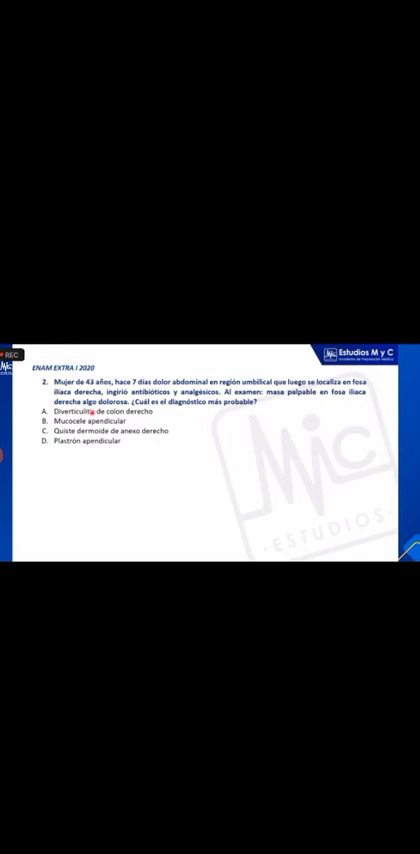 REC
Estudios M y C
ENAM EXTRA I 2020
2. Mujer de 43 años, hace 7 días dolor abdominal en región umbilical que luego se localiza en fosa
iliaca derecha, ingirió antibióticos y analgésicos. Al examen: masa palpable en fosa iliaca
derecha algo dolorosa. ¿Cuál es el diagnóstico más probable?
A. Diverticulitis de colon derecho
B. Mucocele apendicular
C. Quiste dermoide de anexo derecho
D. Plastrón apendicular
MyC
· ESTUDIOS ·